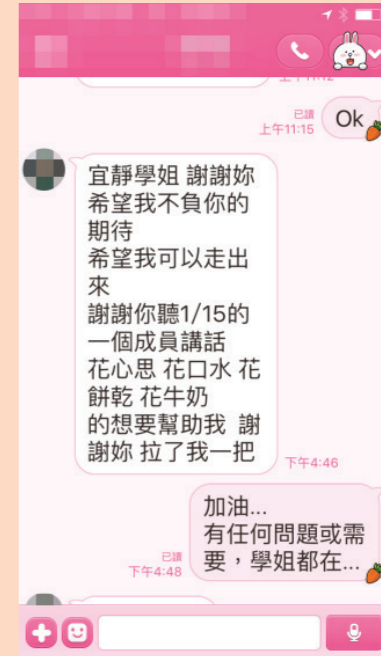 已讀
上午11:15
Ok
宜靜學姐 謝謝妳
希望我不負你的
期待
希望我可以走出
來
謝謝你聽1/15的
一個成員講話
花心思 花口水 花
餅乾 花牛奶
的想要幫助我 謝
謝妳 拉了我一把
下午4:46
加油...
有任何問題或需
要，學姐都在...
已讀
下午4:48